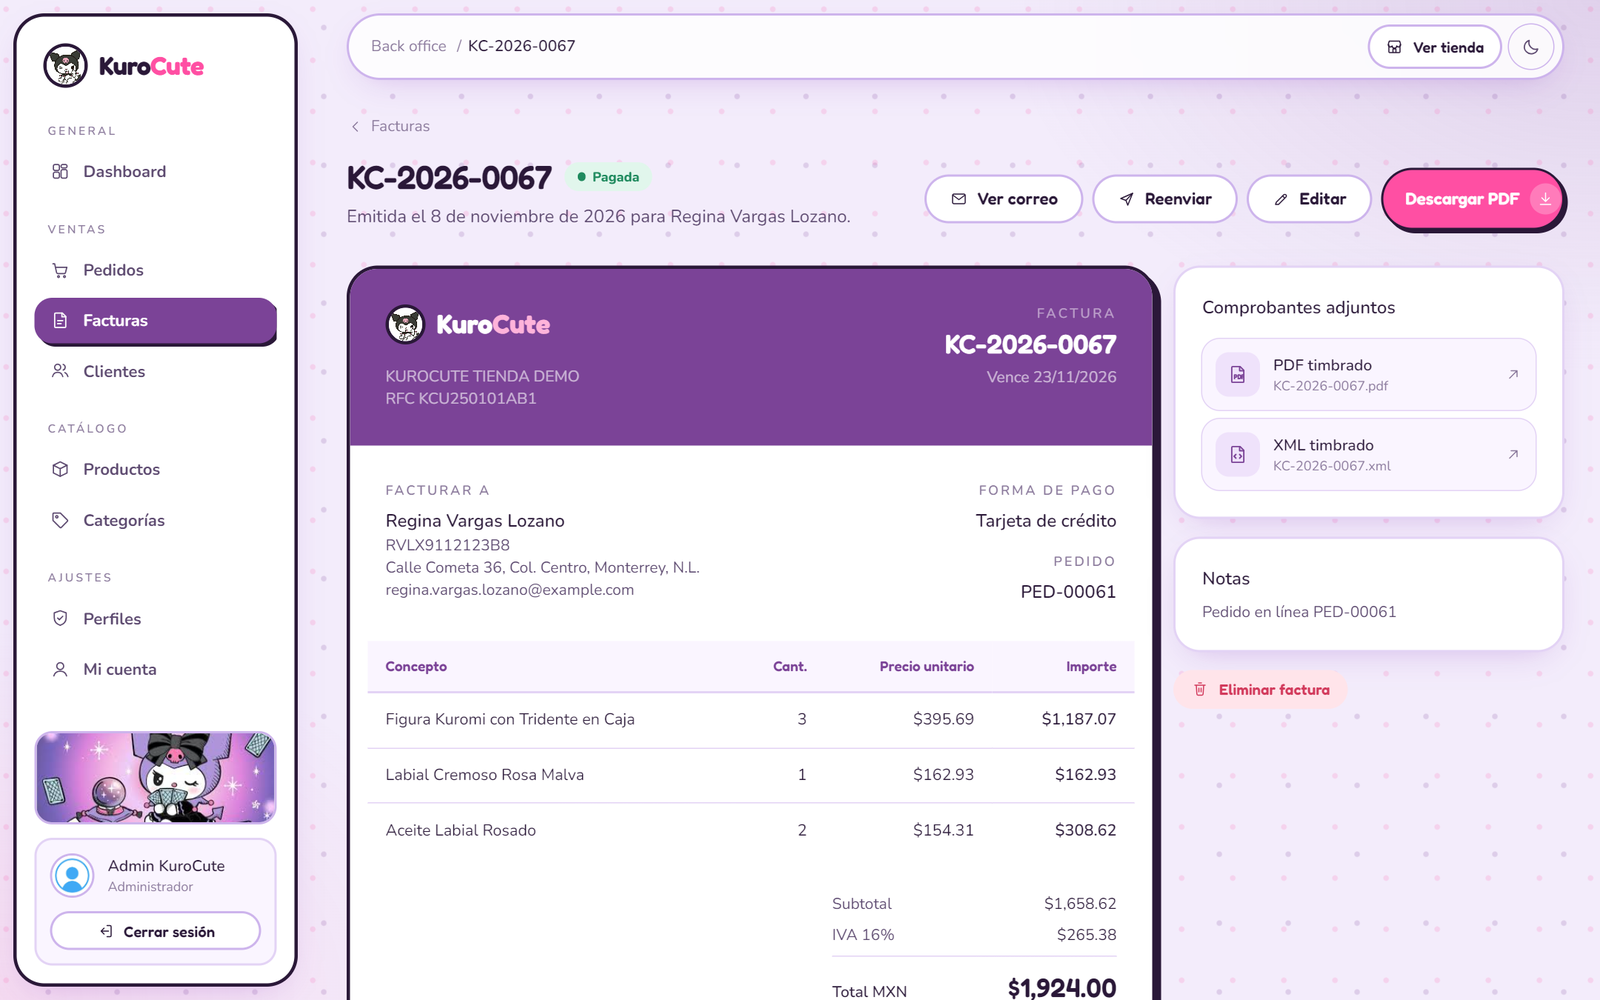 KuroCute
GENERAL
Dashboard
VENTAS
Pedidos
Facturas
Clientes
CATÁLOGO
Productos
Categorías
AJUSTES
Perfiles
Mi cuenta
Admin KuroCute
Administrador
Cerrar sesión
Back office / KC-2026-0067
Ver tienda
Facturas
KC-2026-0067 Pagada
Emitida el 8 de noviembre de 2026 para Regina Vargas Lozano.
Ver correo
Reenviar
Editar
Descargar PDF
KuroCute
KUROCUTE TIENDA DEMO
RFC KCU250101AB1
FACTURA
KC-2026-0067
Vence 23/11/2026
FACTURAR A
Regina Vargas Lozano
RVLX9112123B8
Calle Cometa 36, Col. Centro, Monterrey, N.L.
regina.vargas.lozano@example.com
FORMA DE PAGO
Tarjeta de crédito
PEDIDO
PED-00061
Concepto Cant. Precio unitario Importe
Figura Kuromi con Tridente en Caja 3 $395.69 $1,187.07
Labial Cremoso Rosa Malva 1 $162.93 $162.93
Aceite Labial Rosado 2 $154.31 $308.62
Subtotal $1,658.62
IVA 16% $265.38
Total MXN $1,924.00
Comprobantes adjuntos
PDF timbrado
KC-2026-0067.pdf
XML timbrado
KC-2026-0067.xml
Notas
Pedido en línea PED-00061
Eliminar factura